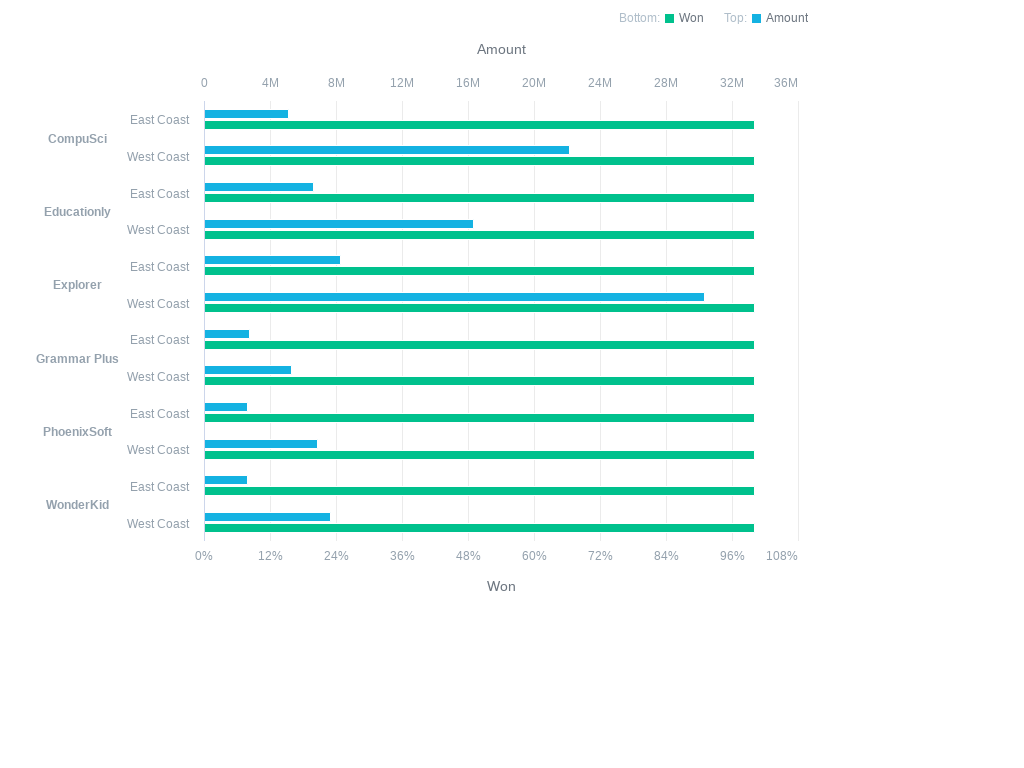 Bottom: Won Top: Amount
Amount
0 4M 8M 12M 16M 20M 24M 28M 32M 36M
CompuSci
East Coast
West Coast
Educationly
East Coast
West Coast
Explorer
East Coast
West Coast
Grammar Plus
East Coast
West Coast
PhoenixSoft
East Coast
West Coast
WonderKid
East Coast
West Coast
0% 12% 24% 36% 48% 60% 72% 84% 96% 108%
Won